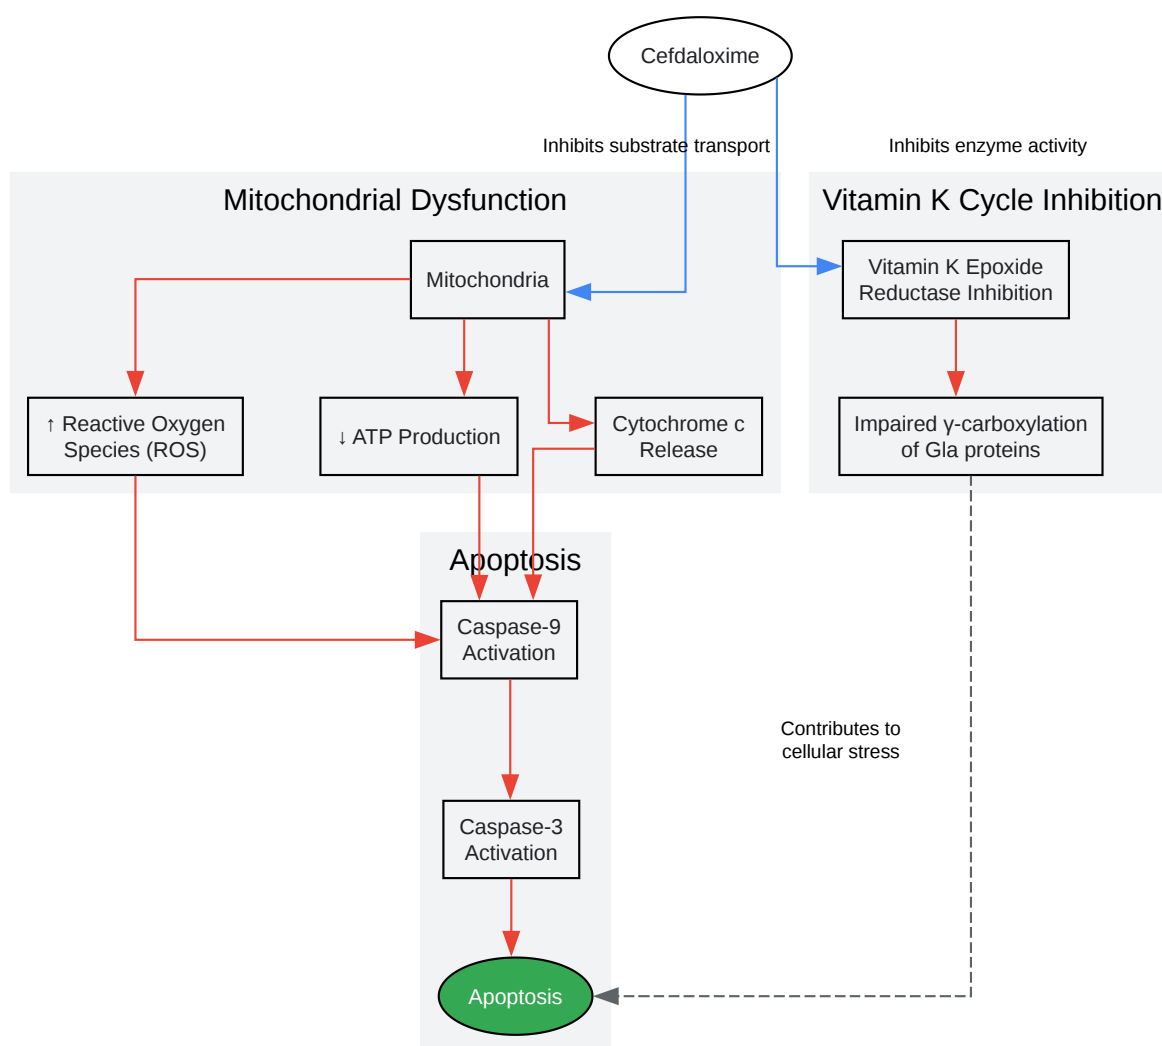 Cefdaloxime
Inhibits substrate transport
Inhibits enzyme activity
Mitochondrial Dysfunction
Vitamin K Cycle Inhibition
Mitochondria
Vitamin K Epoxide
Reductase Inhibition
↑ Reactive Oxygen
Species (ROS)
↓ ATP Production
Cytochrome c
Release
Impaired γ-carboxylation
of Gla proteins
Apoptosis
Caspase-9
Activation
Contributes to
cellular stress
Caspase-3
Activation
Apoptosis